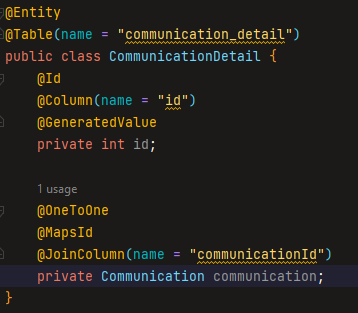 @Entity
@Table(name = "communication_detail")
public class CommunicationDetail {
@Id
@Column(name = "id")
@GeneratedValue
private int id;
1 usage
@OneToOne
@MapsId
@JoinColumn(name = "communicationId")
private Communication communication;
}